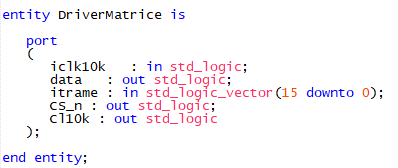 entity DriverMatrice is
port
(
iclk10k : in std_logic;
data : out std_logic;
itrame : in std_logic_vector(15 downto 0);
CS_n : out std_logic;
Cl10k : out std_logic
);
end entity;